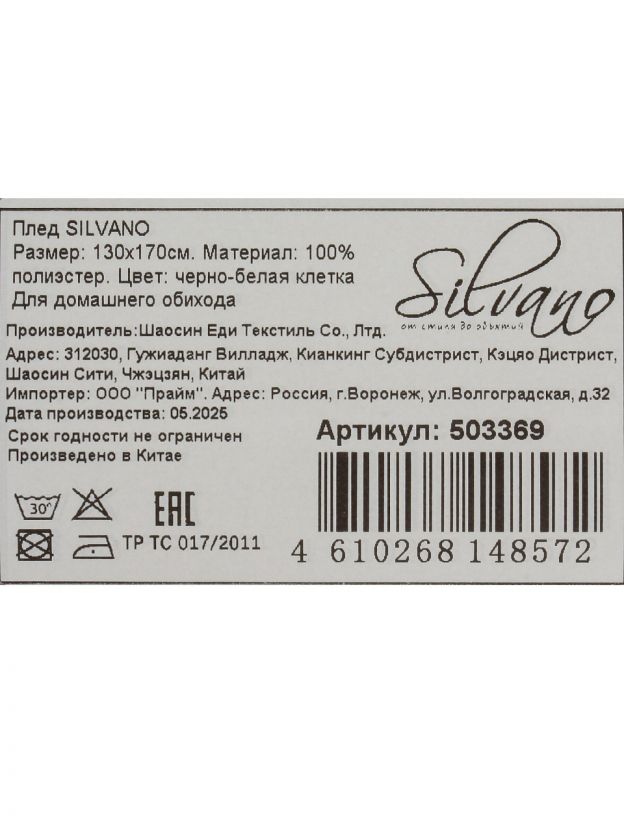 Плед SILVANO
Размер: 130х170см. Материал: 100%
полиэстер. Цвет: черно-белая клетка
Для домашнего обихода
Silvano
от стиля до объятий
Производитель:Шаосин Еди Текстиль Со., Лтд.
Адрес: 312030, Гужиаданг Вилладж, Кианкинг Субдистрист, Кэцяо Дистрист,
Шаосин Сити, Чжэцзян, Китай
Импортер: ООО "Прайм". Адрес: Россия, г.Воронеж, ул.Волгоградская, д.32
Дата производства: 05.2025
Срок годности не ограничен
Произведено в Китае
Артикул: 503369
30°
EAC
ТР ТС 017/2011
4 610268 148572